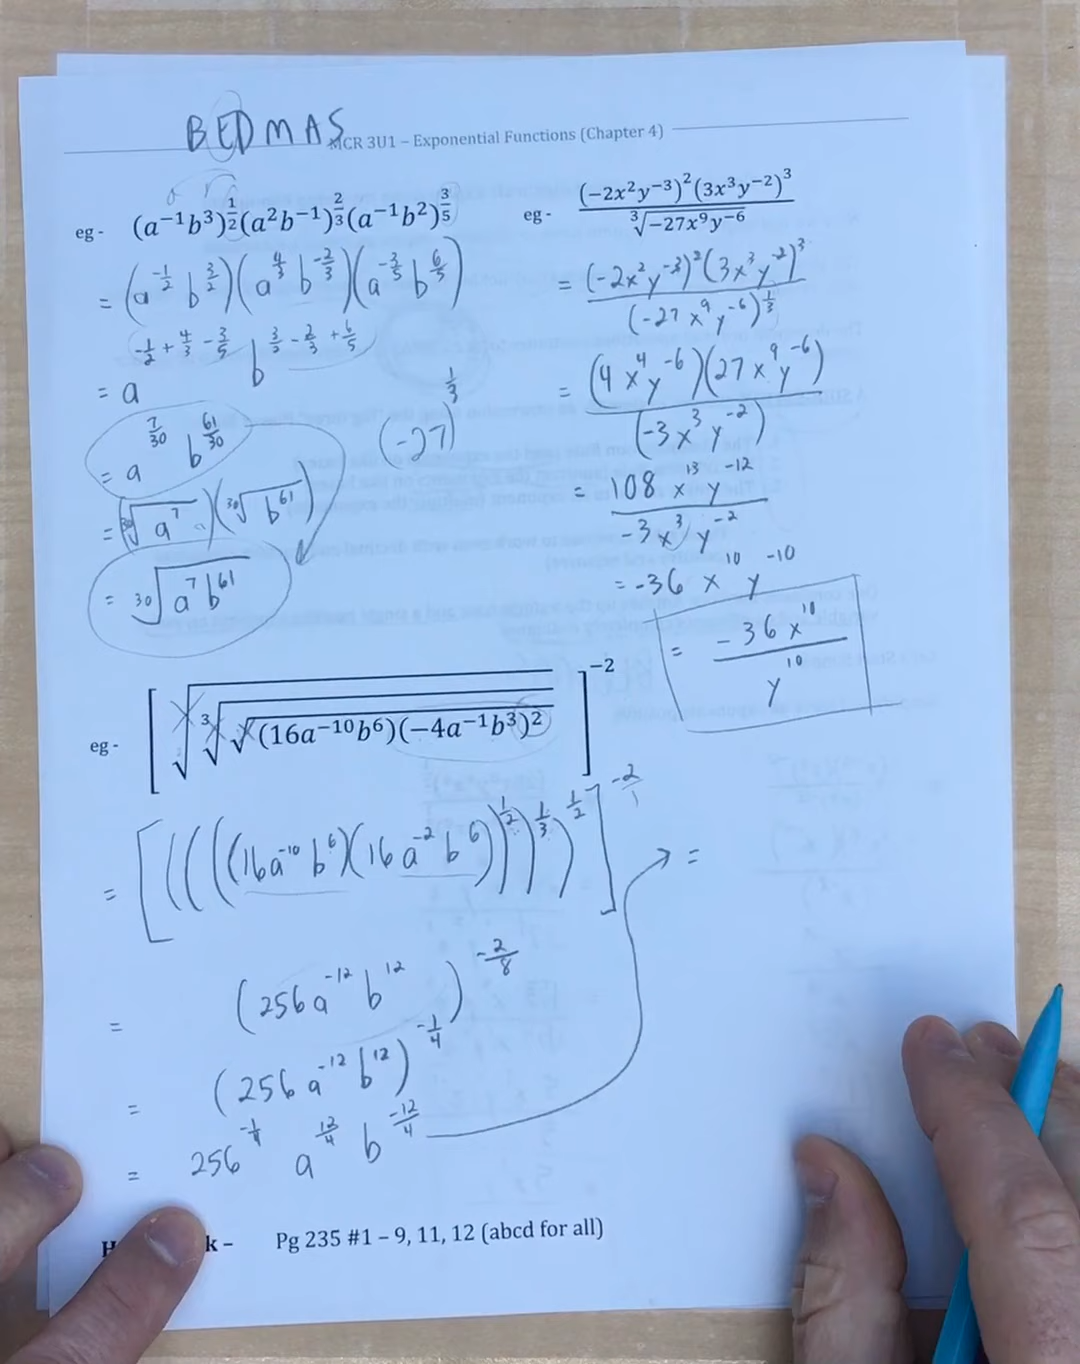 BEDMAS
MCR 3U1 – Exponential Functions (Chapter 4)
eg - (a⁻¹b³)^(1/2) (a²b⁻¹)^(2/3) (a⁻¹b²)^(3/5)
= (a^(-1/2) b^(3/2)) (a^(4/3) b^(-2/3)) (a^(-3/5) b^(6/5))
= a^(-1/2 + 4/3 - 3/5) b^(3/2 - 2/3 + 6/5)
= a^(7/30) b^(61/30)
(-27)^(1/3)
= (³⁰√a⁷) (³⁰√b⁶¹)
= ³⁰√(a⁷b⁶¹)
eg - (-2x²y⁻³)² (3x³y⁻²)³ / ³√(-27x⁹y⁻⁶)
= (-2x²y⁻³)² (3x³y⁻²)³ / (-27x⁹y⁻⁶)^(1/3)
= (4x⁴y⁻⁶)(27x⁹y⁻⁶) / (-3x³y⁻²)
= 108x¹³y⁻¹² / -3x³y⁻²
= -36x¹⁰y⁻¹⁰
= -36x¹⁰ / y¹⁰
eg - [√(³√(√((16a⁻¹⁰b⁶)(-4a⁻¹b³)²)))]⁻²
= [((((16a⁻¹⁰b⁶)(16a⁻²b⁶))^(1/2))^(1/3))^(1/2)]^(-2/1)
=
= (256a⁻¹²b¹²)^(-2/8)
= (256a⁻¹²b¹²)^(-1/4)
= 256^(-1/4) a^(12/4) b^(-12/4)
k – Pg 235 #1 – 9, 11, 12 (abcd for all)